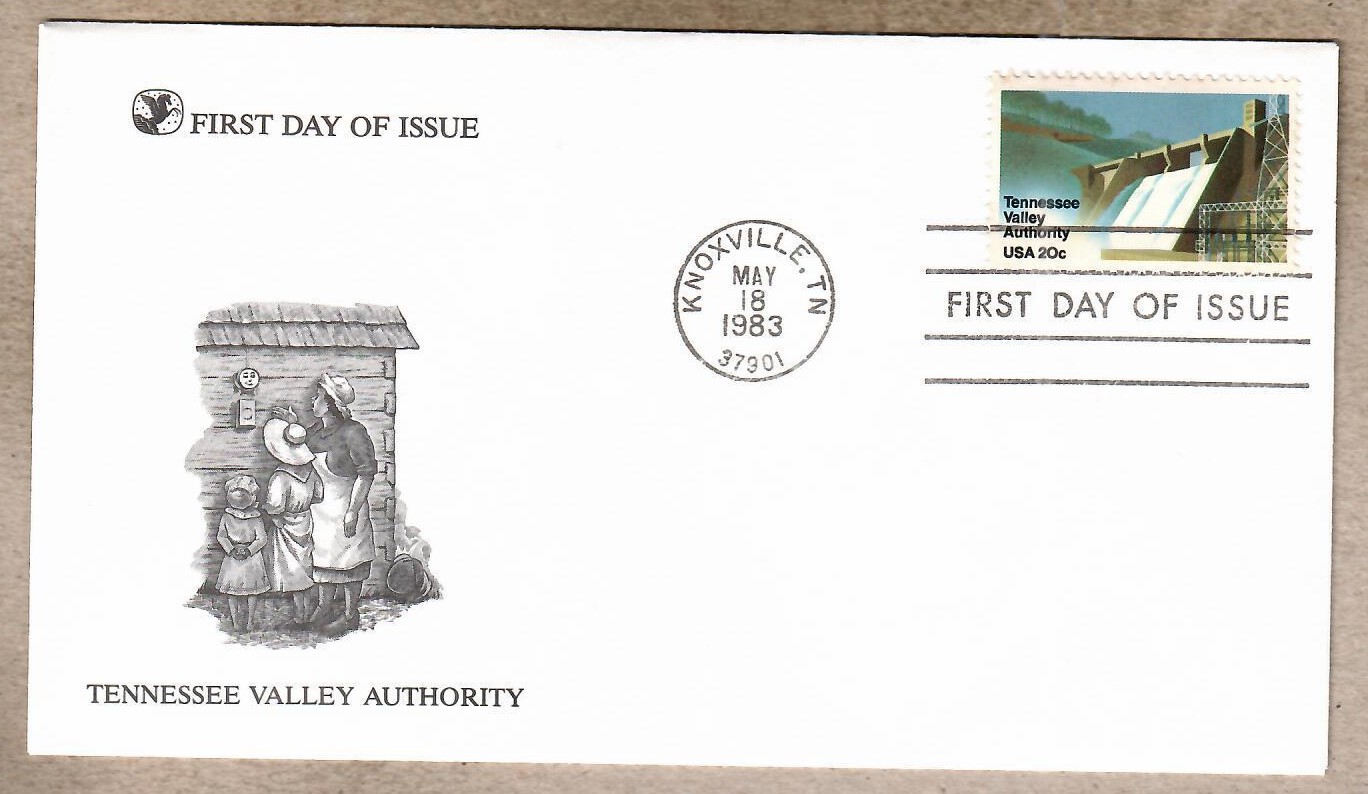 FIRST DAY OF ISSUE
Tennessee
Valley
Authority
USA 20c
KNOXVILLE, TN
MAY
18
1983
37901
FIRST DAY OF ISSUE
TENNESSEE VALLEY AUTHORITY